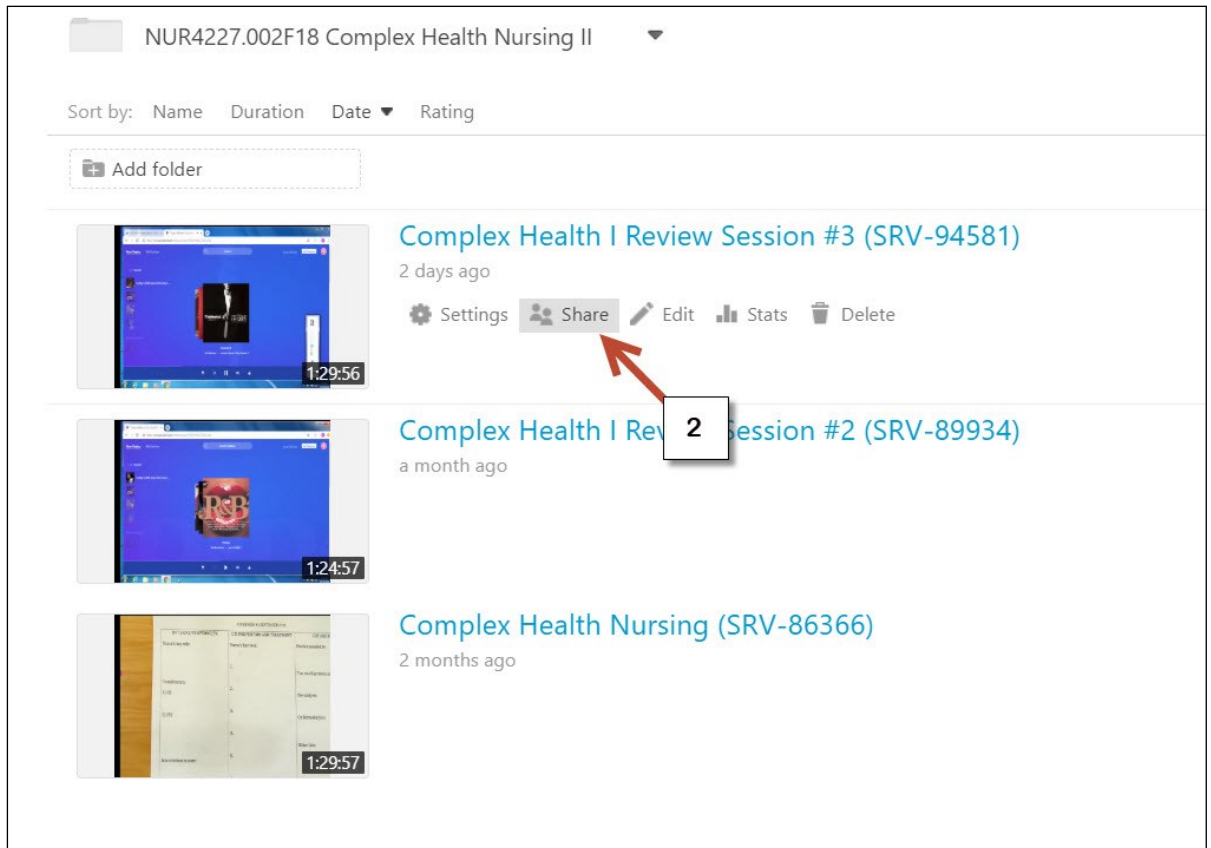 NUR4227.002F18 Complex Health Nursing II
Sort by: Name Duration Date Rating
Add folder
Complex Health I Review Session #3 (SRV-94581)
2 days ago
Settings Share Edit Stats Delete
1:29:56
2
Complex Health I Rev Session #2 (SRV-89934)
a month ago
R&B
1:24:57
Complex Health Nursing (SRV-86366)
2 months ago
1:29:57